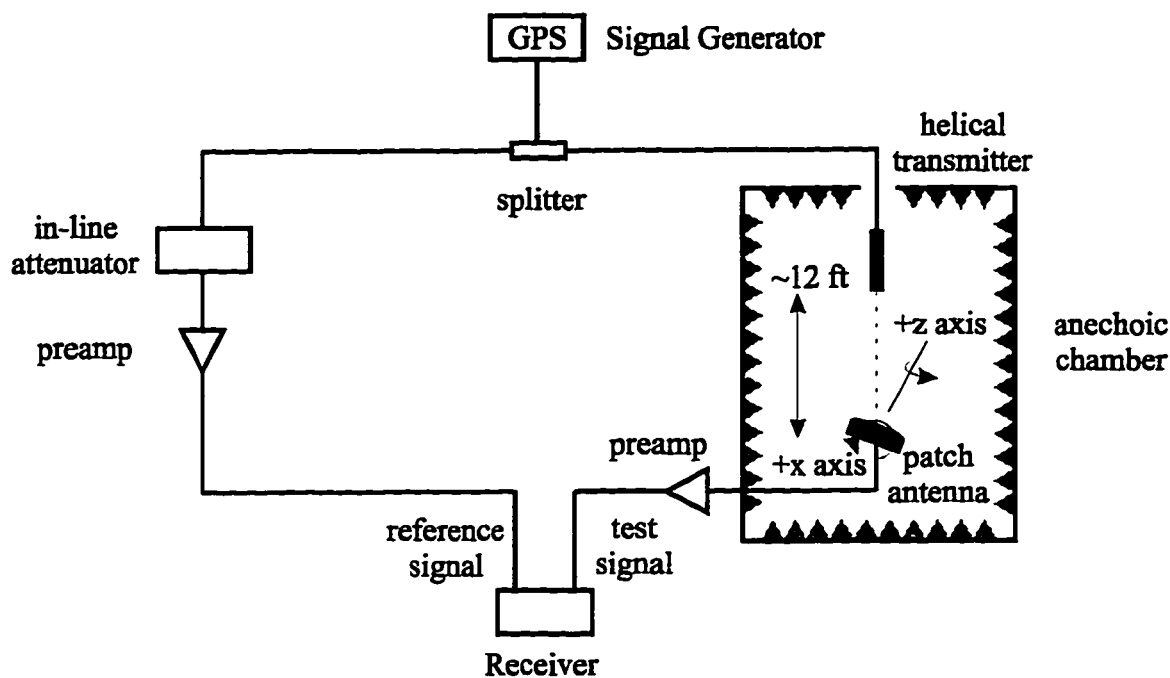 GPS
Signal Generator
helical
transmitter
splitter
in-line
attenuator
~12 ft
+z axis
anechoic
chamber
preamp
preamp
+x axis
patch
antenna
reference
signal
test
signal
Receiver